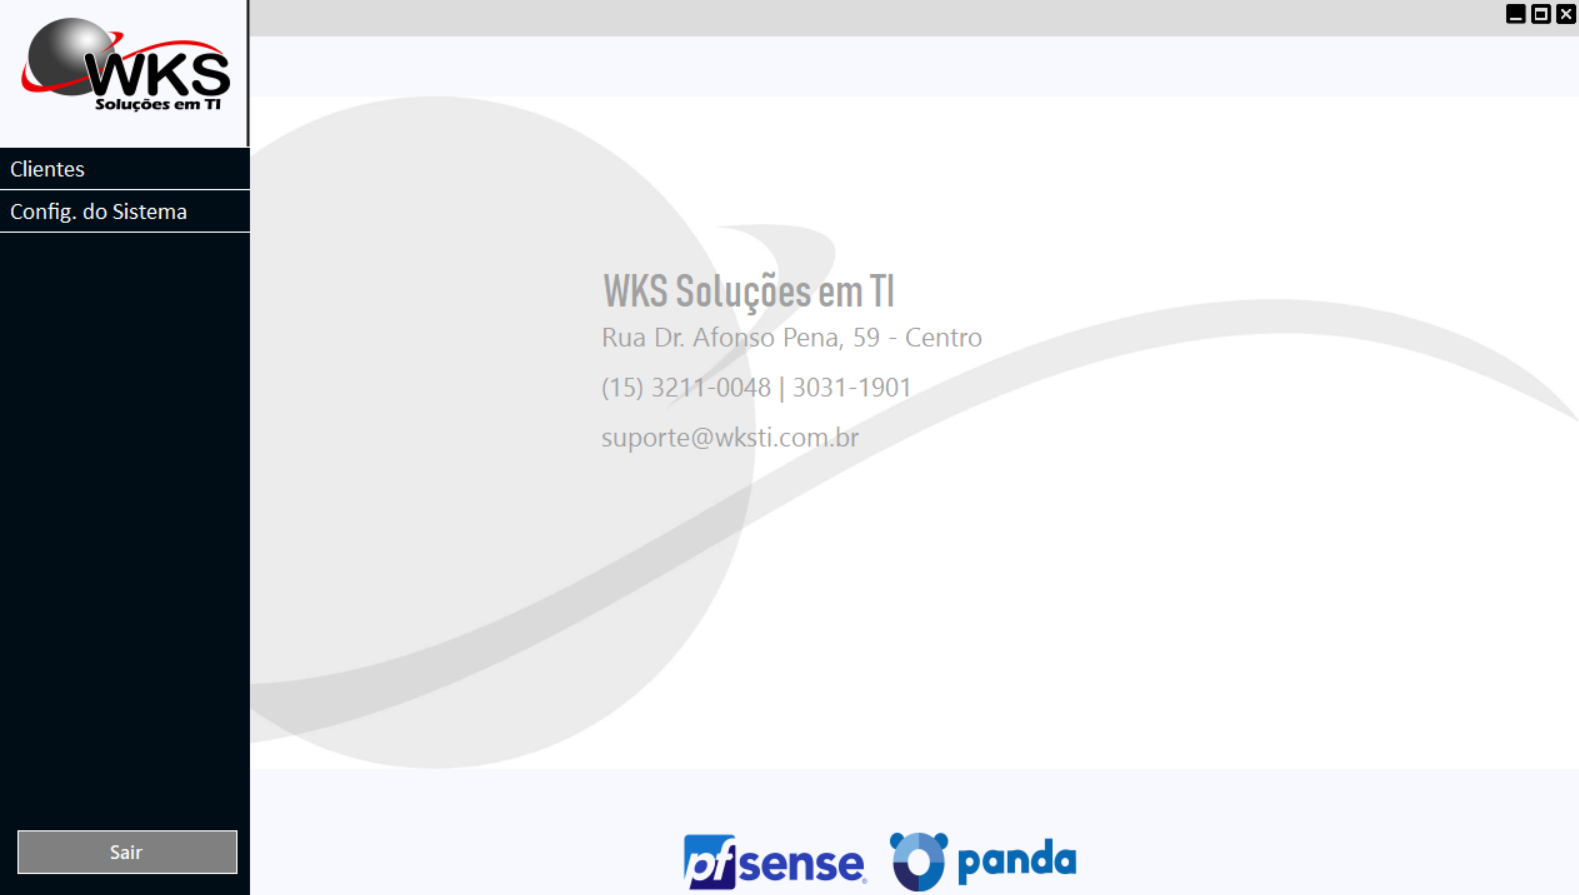 WKS
Soluções em TI
Clientes
Config. do Sistema
WKS Soluções em TI
Rua Dr. Afonso Pena, 59 - Centro
(15) 3211-0048 | 3031-1901
suporte@wksti.com.br
Sair
pfsense
panda